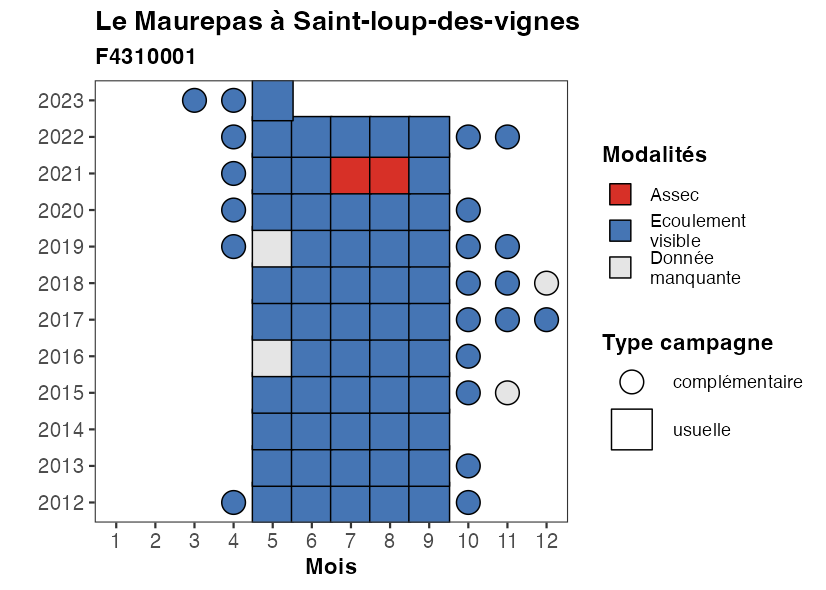 Le Maurepas à Saint-loup-des-vignes
F4310001
2023
2022
2021
2020
2019
2018
2017
2016
2015
2014
2013
2012
1 2 3 4 5 6 7 8 9 10 11 12
Mois
Modalités
Assec
Ecoulement
visible
Donnée
manquante
Type campagne
complémentaire
usuelle